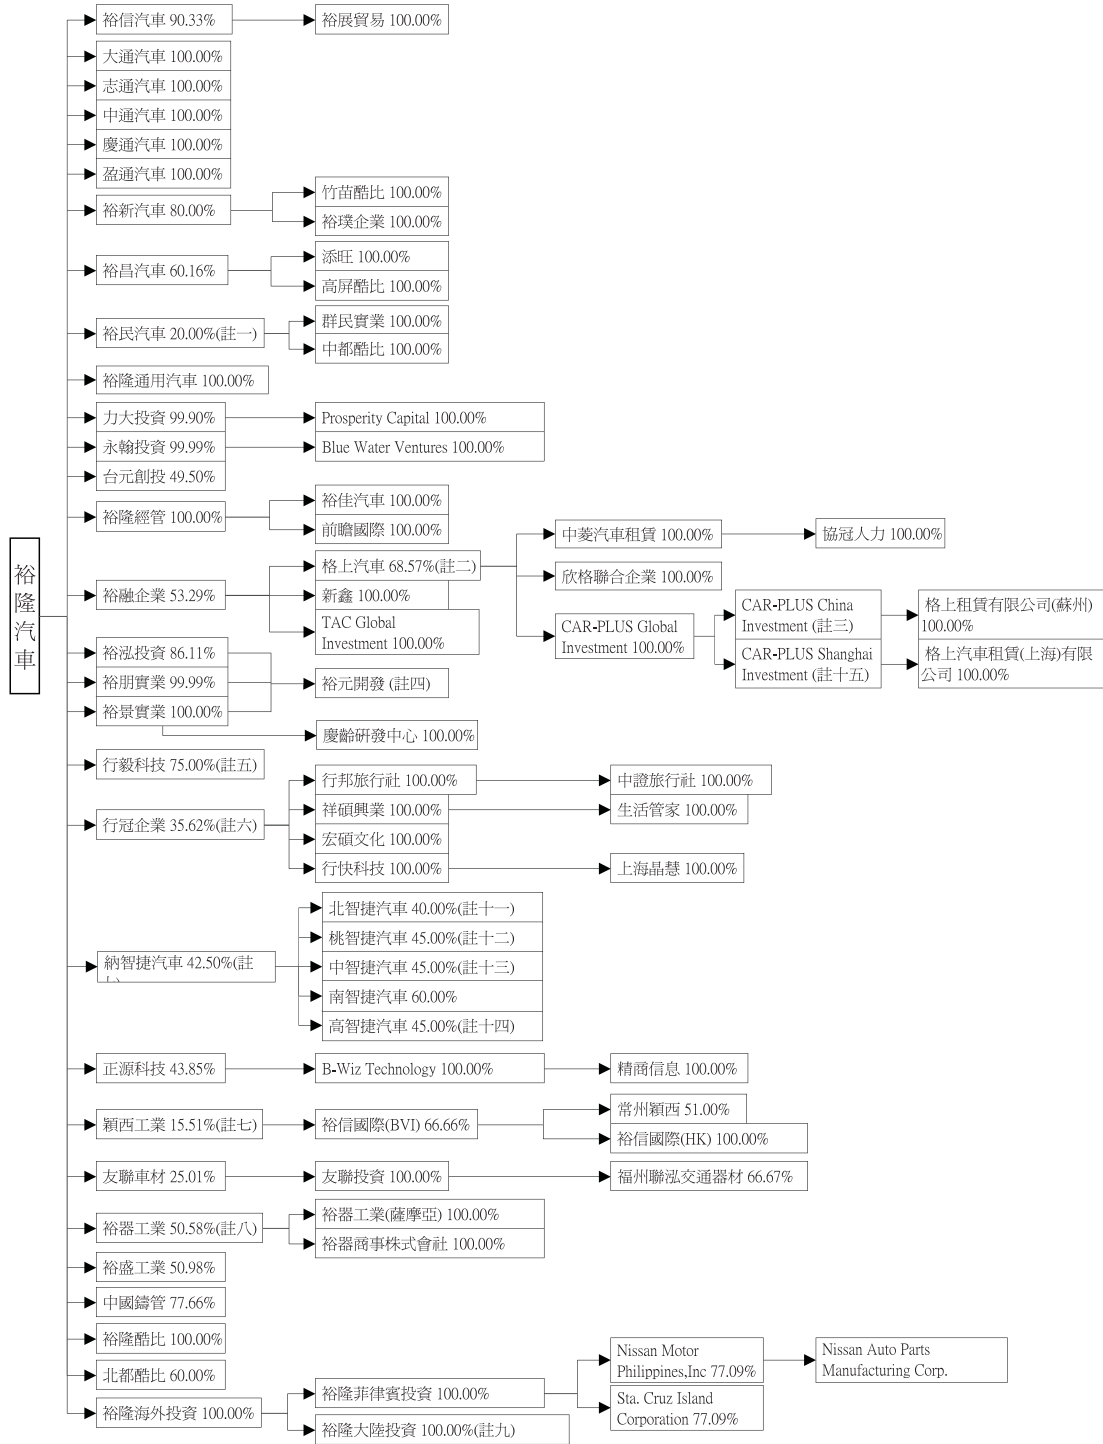 裕隆汽車
裕信汽車 90.33%
裕展貿易 100.00%
大通汽車 100.00%
志通汽車 100.00%
中通汽車 100.00%
慶通汽車 100.00%
盈通汽車 100.00%
裕新汽車 80.00%
竹苗酷比 100.00%
裕璞企業 100.00%
裕昌汽車 60.16%
添旺 100.00%
高屏酷比 100.00%
裕民汽車 20.00%(註一)
群民實業 100.00%
中都酷比 100.00%
裕隆通用汽車 100.00%
力大投資 99.90%
Prosperity Capital 100.00%
永翰投資 99.99%
Blue Water Ventures 100.00%
台元創投 49.50%
裕隆經管 100.00%
裕佳汽車 100.00%
前瞻國際 100.00%
裕融企業 53.29%
格上汽車 68.57%(註二)
新鑫 100.00%
TAC Global
Investment 100.00%
中菱汽車租賃 100.00%
協冠人力 100.00%
欣格聯合企業 100.00%
CAR-PLUS Global
Investment 100.00%
CAR-PLUS China
Investment (註三)
格上租賃有限公司(蘇州)
100.00%
CAR-PLUS Shanghai
Investment (註十五)
格上汽車租賃(上海)有限
公司 100.00%
裕泓投資 86.11%
裕朋實業 99.99%
裕景實業 100.00%
裕元開發 (註四)
慶齡研發中心 100.00%
行毅科技 75.00%(註五)
行冠企業 35.62%(註六)
行邦旅行社 100.00%
中證旅行社 100.00%
祥碩興業 100.00%
生活管家 100.00%
宏碩文化 100.00%
行快科技 100.00%
上海晶慧 100.00%
納智捷汽車 42.50%(註
北智捷汽車 40.00%(註十一)
桃智捷汽車 45.00%(註十二)
中智捷汽車 45.00%(註十三)
南智捷汽車 60.00%
高智捷汽車 45.00%(註十四)
正源科技 43.85%
B-Wiz Technology 100.00%
精商信息 100.00%
穎西工業 15.51%(註七)
裕信國際(BVI) 66.66%
常州穎西 51.00%
裕信國際(HK) 100.00%
友聯車材 25.01%
友聯投資 100.00%
福州聯泓交通器材 66.67%
裕器工業 50.58%(註八)
裕器工業(薩摩亞) 100.00%
裕器商事株式會社 100.00%
裕盛工業 50.98%
中國鑄管 77.66%
裕隆酷比 100.00%
北都酷比 60.00%
裕隆海外投資 100.00%
裕隆菲律賓投資 100.00%
裕隆大陸投資 100.00%(註九)
Nissan Motor
Philippines,Inc 77.09%
Nissan Auto Parts
Manufacturing Corp.
Sta. Cruz Island
Corporation 77.09%